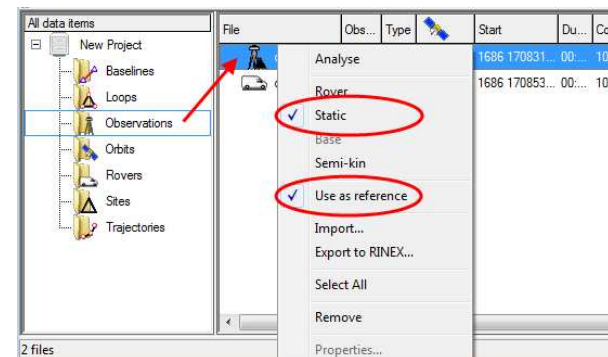 All data items
New Project
Baselines
Loops
Observations
Orbits
Rovers
Sites
Trajectories
File Obs... Type Start Du... Co
1686 170831... 00:... 10
1686 170853... 00:... 10
Analyse
Rover
Static
Base
Semi-kin
Use as reference
Import...
Export to RINEX...
Select All
Remove
Properties...
2 files